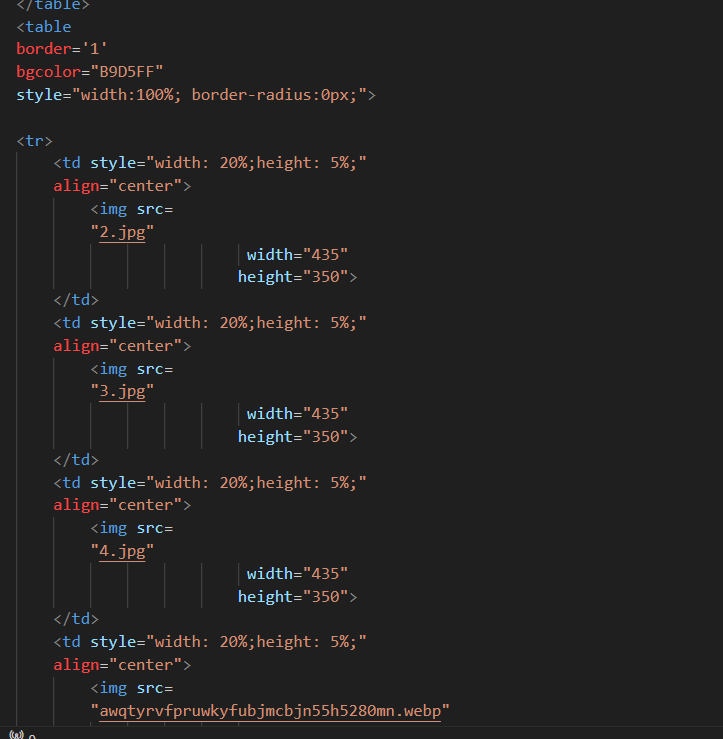 </table>
<table
border='1'
bgcolor="B9D5FF"
style="width:100%; border-radius:0px;">
<tr>
<td style="width: 20%;height: 5%;"
align="center">
<img src=
"2.jpg"
width="435"
height="350">
</td>
<td style="width: 20%;height: 5%;"
align="center">
<img src=
"3.jpg"
width="435"
height="350">
</td>
<td style="width: 20%;height: 5%;"
align="center">
<img src=
"4.jpg"
width="435"
height="350">
</td>
<td style="width: 20%;height: 5%;"
align="center">
<img src=
"awqtyrvfpruwkyfubjmcbjn55h5280mn.webp"